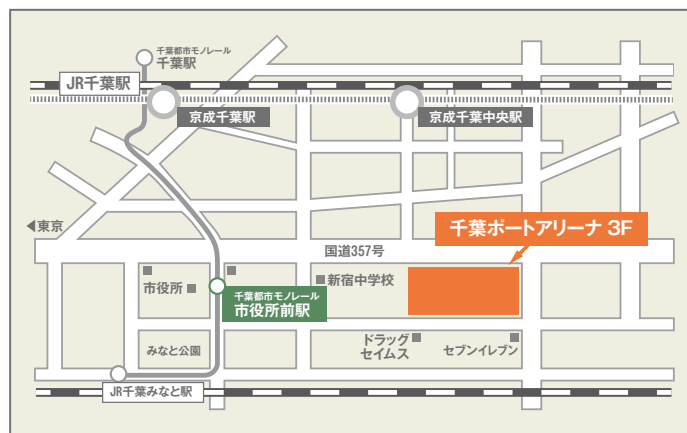 千葉都市モノレール
千葉駅
JR千葉駅
京成千葉駅
京成千葉中央駅
◀東京
千葉ポートアリーナ 3F
国道357号
市役所
新宿中学校
千葉都市モノレール
市役所前駅
みなと公園
ドラッグ
セイムス
セブンイレブン
JR千葉みなと駅